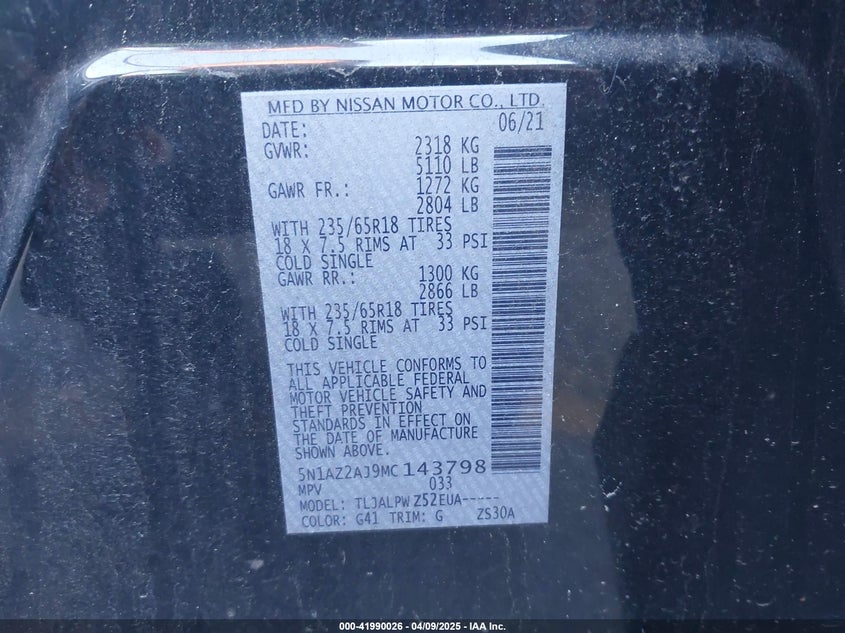 MFD BY NISSAN MOTOR CO., LTD.
DATE: 06/21
GVWR: 2318 KG
5110 LB
GAWR FR.: 1272 KG
2804 LB
WITH 235/65R18 TIRES
18 X 7.5 RIMS AT 33 PSI
COLD SINGLE
GAWR RR.: 1300 KG
2866 LB
WITH 235/65R18 TIRES
18 X 7.5 RIMS AT 33 PSI
COLD SINGLE
THIS VEHICLE CONFORMS TO
ALL APPLICABLE FEDERAL
MOTOR VEHICLE SAFETY AND
THEFT PREVENTION
STANDARDS IN EFFECT ON
THE DATE OF MANUFACTURE
SHOWN ABOVE.
5N1AZ2AJ9MC143798
MPV 033
MODEL: TLJALPWZ52EUA-----
COLOR: G41 TRIM: G ZS30A
000-41990026 - 04/09/2025 - IAA Inc.